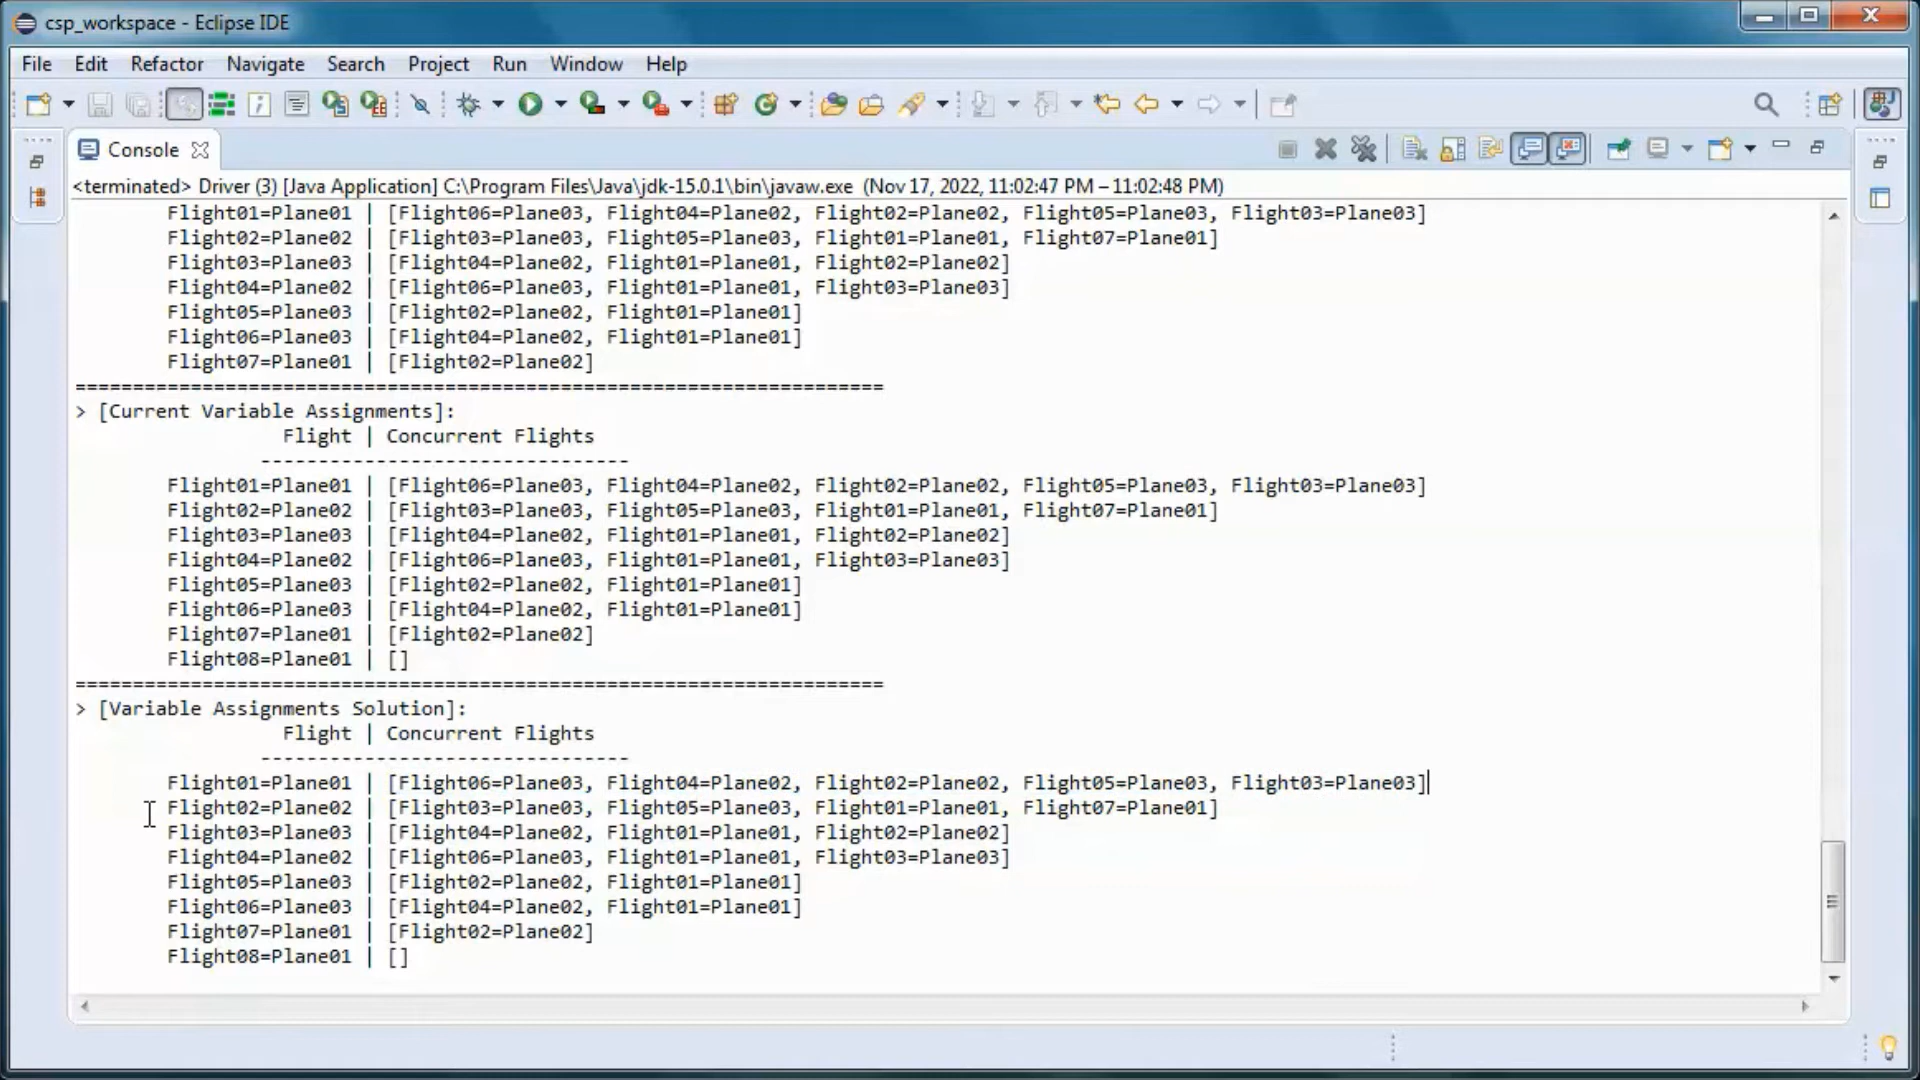 csp_workspace - Eclipse IDE
File Edit Refactor Navigate Search Project Run Window Help
Console
<terminated> Driver (3) [Java Application] C:\Program Files\Java\jdk-15.0.1\bin\javaw.exe (Nov 17, 2022, 11:02:47 PM – 11:02:48 PM)
Flight01=Plane01 | [Flight06=Plane03, Flight04=Plane02, Flight02=Plane02, Flight05=Plane03, Flight03=Plane03]
Flight02=Plane02 | [Flight03=Plane03, Flight05=Plane03, Flight01=Plane01, Flight07=Plane01]
Flight03=Plane03 | [Flight04=Plane02, Flight01=Plane01, Flight02=Plane02]
Flight04=Plane02 | [Flight06=Plane03, Flight01=Plane01, Flight03=Plane03]
Flight05=Plane03 | [Flight02=Plane02, Flight01=Plane01]
Flight06=Plane03 | [Flight04=Plane02, Flight01=Plane01]
Flight07=Plane01 | [Flight02=Plane02]
======================================================================
> [Current Variable Assignments]:
Flight | Concurrent Flights
--------------------------------
Flight01=Plane01 | [Flight06=Plane03, Flight04=Plane02, Flight02=Plane02, Flight05=Plane03, Flight03=Plane03]
Flight02=Plane02 | [Flight03=Plane03, Flight05=Plane03, Flight01=Plane01, Flight07=Plane01]
Flight03=Plane03 | [Flight04=Plane02, Flight01=Plane01, Flight02=Plane02]
Flight04=Plane02 | [Flight06=Plane03, Flight01=Plane01, Flight03=Plane03]
Flight05=Plane03 | [Flight02=Plane02, Flight01=Plane01]
Flight06=Plane03 | [Flight04=Plane02, Flight01=Plane01]
Flight07=Plane01 | [Flight02=Plane02]
Flight08=Plane01 | []
======================================================================
> [Variable Assignments Solution]:
Flight | Concurrent Flights
--------------------------------
Flight01=Plane01 | [Flight06=Plane03, Flight04=Plane02, Flight02=Plane02, Flight05=Plane03, Flight03=Plane03]
Flight02=Plane02 | [Flight03=Plane03, Flight05=Plane03, Flight01=Plane01, Flight07=Plane01]
Flight03=Plane03 | [Flight04=Plane02, Flight01=Plane01, Flight02=Plane02]
Flight04=Plane02 | [Flight06=Plane03, Flight01=Plane01, Flight03=Plane03]
Flight05=Plane03 | [Flight02=Plane02, Flight01=Plane01]
Flight06=Plane03 | [Flight04=Plane02, Flight01=Plane01]
Flight07=Plane01 | [Flight02=Plane02]
Flight08=Plane01 | []